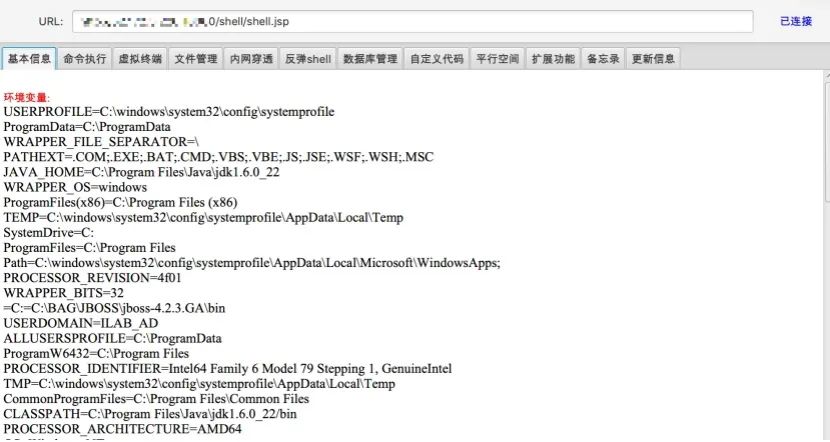 URL: .0/shell/shell.jsp 已连接
基本信息 命令执行 虚拟终端 文件管理 内网穿透 反弹shell 数据库管理 自定义代码 平行空间 扩展功能 备忘录 更新信息
环境变量:
USERPROFILE=C:\windows\system32\config\systemprofile
ProgramData=C:\ProgramData
WRAPPER_FILE_SEPARATOR=\
PATHEXT=.COM;.EXE;.BAT;.CMD;.VBS;.VBE;.JS;.JSE;.WSF;.WSH;.MSC
JAVA_HOME=C:\Program Files\Java\jdk1.6.0_22
WRAPPER_OS=windows
ProgramFiles(x86)=C:\Program Files (x86)
TEMP=C:\windows\system32\config\systemprofile\AppData\Local\Temp
SystemDrive=C:
ProgramFiles=C:\Program Files
Path=C:\windows\system32\config\systemprofile\AppData\Local\Microsoft\WindowsApps;
PROCESSOR_REVISION=4f01
WRAPPER_BITS=32
=C:=C:\BAG\JBOSS\jboss-4.2.3.GA\bin
USERDOMAIN=ILAB_AD
ALLUSERSPROFILE=C:\ProgramData
ProgramW6432=C:\Program Files
PROCESSOR_IDENTIFIER=Intel64 Family 6 Model 79 Stepping 1, GenuineIntel
TMP=C:\windows\system32\config\systemprofile\AppData\Local\Temp
CommonProgramFiles=C:\Program Files\Common Files
CLASSPATH=C:\Program Files\Java\jdk1.6.0_22/bin
PROCESSOR_ARCHITECTURE=AMD64